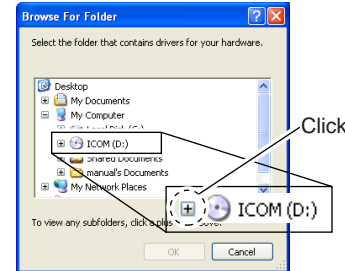 Browse For Folder
Select the folder that contains drivers for your hardware.
Desktop
My Documents
My Computer
ICOM (D:)
Shared Documents
manual's Documents
My Network Places
Click
ICOM (D:)
To view any subfolders, click a plus
OK
Cancel